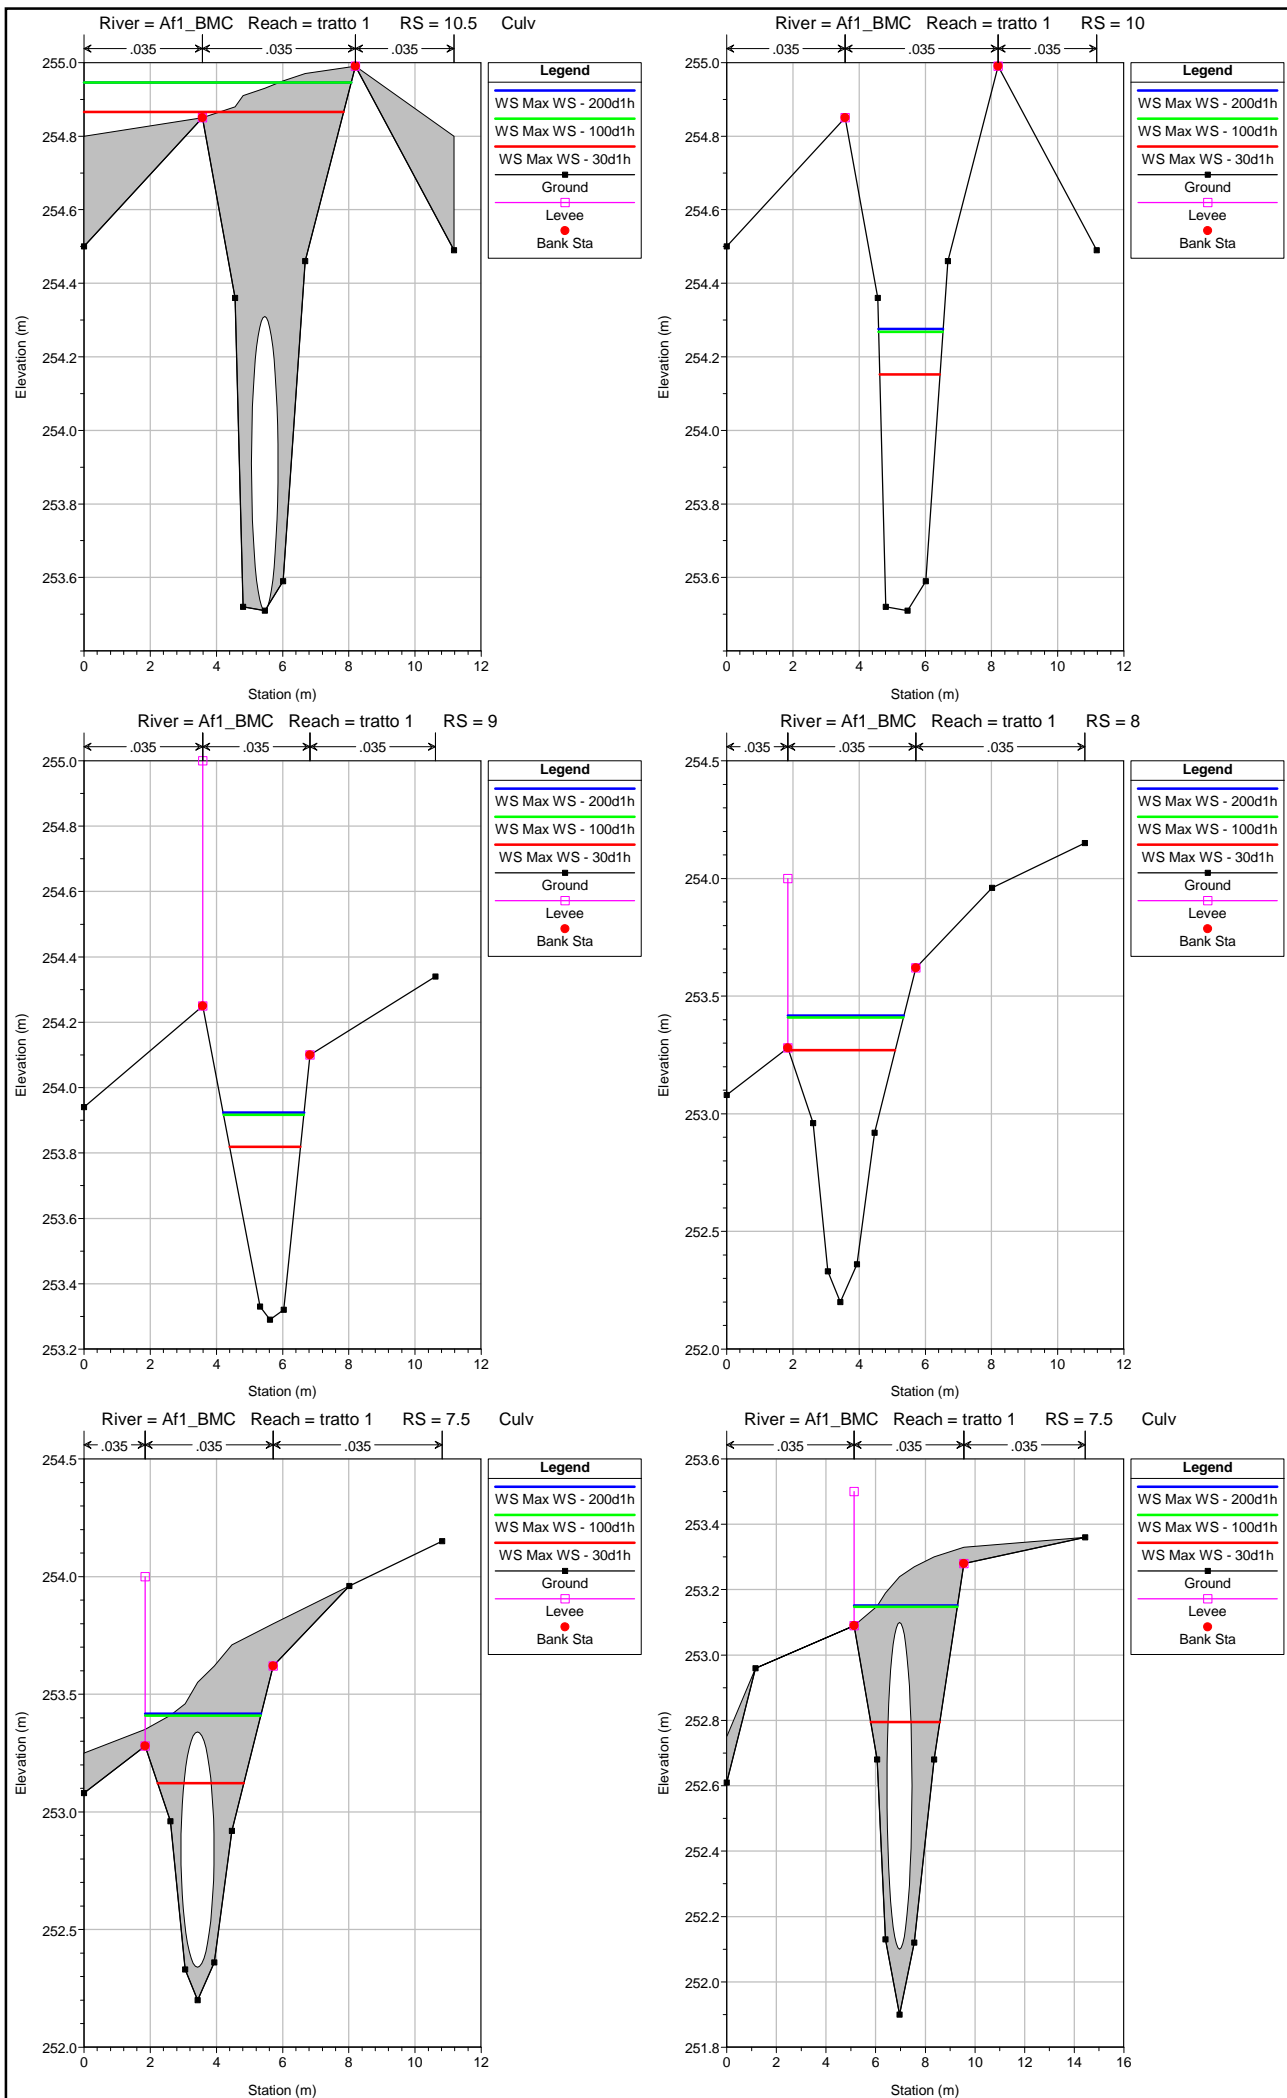 River = Af1_BMC Reach = tratto 1 RS = 10.5 Culv
.035 .035 .035
255.0
254.8
254.6
254.4
254.2
254.0
253.8
253.6
Elevation (m)
0 2 4 6 8 10 12
Station (m)
Legend
WS Max WS - 200d1h
WS Max WS - 100d1h
WS Max WS - 30d1h
Ground
Levee
Bank Sta
River = Af1_BMC Reach = tratto 1 RS = 10
.035 .035 .035
255.0
254.8
254.6
254.4
254.2
254.0
253.8
253.6
Elevation (m)
0 2 4 6 8 10 12
Station (m)
Legend
WS Max WS - 200d1h
WS Max WS - 100d1h
WS Max WS - 30d1h
Ground
Levee
Bank Sta
River = Af1_BMC Reach = tratto 1 RS = 9
.035 .035 .035
255.0
254.8
254.6
254.4
254.2
254.0
253.8
253.6
253.4
253.2
Elevation (m)
0 2 4 6 8 10 12
Station (m)
Legend
WS Max WS - 200d1h
WS Max WS - 100d1h
WS Max WS - 30d1h
Ground
Levee
Bank Sta
River = Af1_BMC Reach = tratto 1 RS = 8
.035 .035 .035
254.5
254.0
253.5
253.0
252.5
252.0
Elevation (m)
0 2 4 6 8 10 12
Station (m)
Legend
WS Max WS - 200d1h
WS Max WS - 100d1h
WS Max WS - 30d1h
Ground
Levee
Bank Sta
River = Af1_BMC Reach = tratto 1 RS = 7.5 Culv
.035 .035 .035
254.5
254.0
253.5
253.0
252.5
252.0
Elevation (m)
0 2 4 6 8 10 12
Station (m)
Legend
WS Max WS - 200d1h
WS Max WS - 100d1h
WS Max WS - 30d1h
Ground
Levee
Bank Sta
River = Af1_BMC Reach = tratto 1 RS = 7.5 Culv
.035 .035 .035
253.6
253.4
253.2
253.0
252.8
252.6
252.4
252.2
252.0
251.8
Elevation (m)
0 2 4 6 8 10 12 14 16
Station (m)
Legend
WS Max WS - 200d1h
WS Max WS - 100d1h
WS Max WS - 30d1h
Ground
Levee
Bank Sta